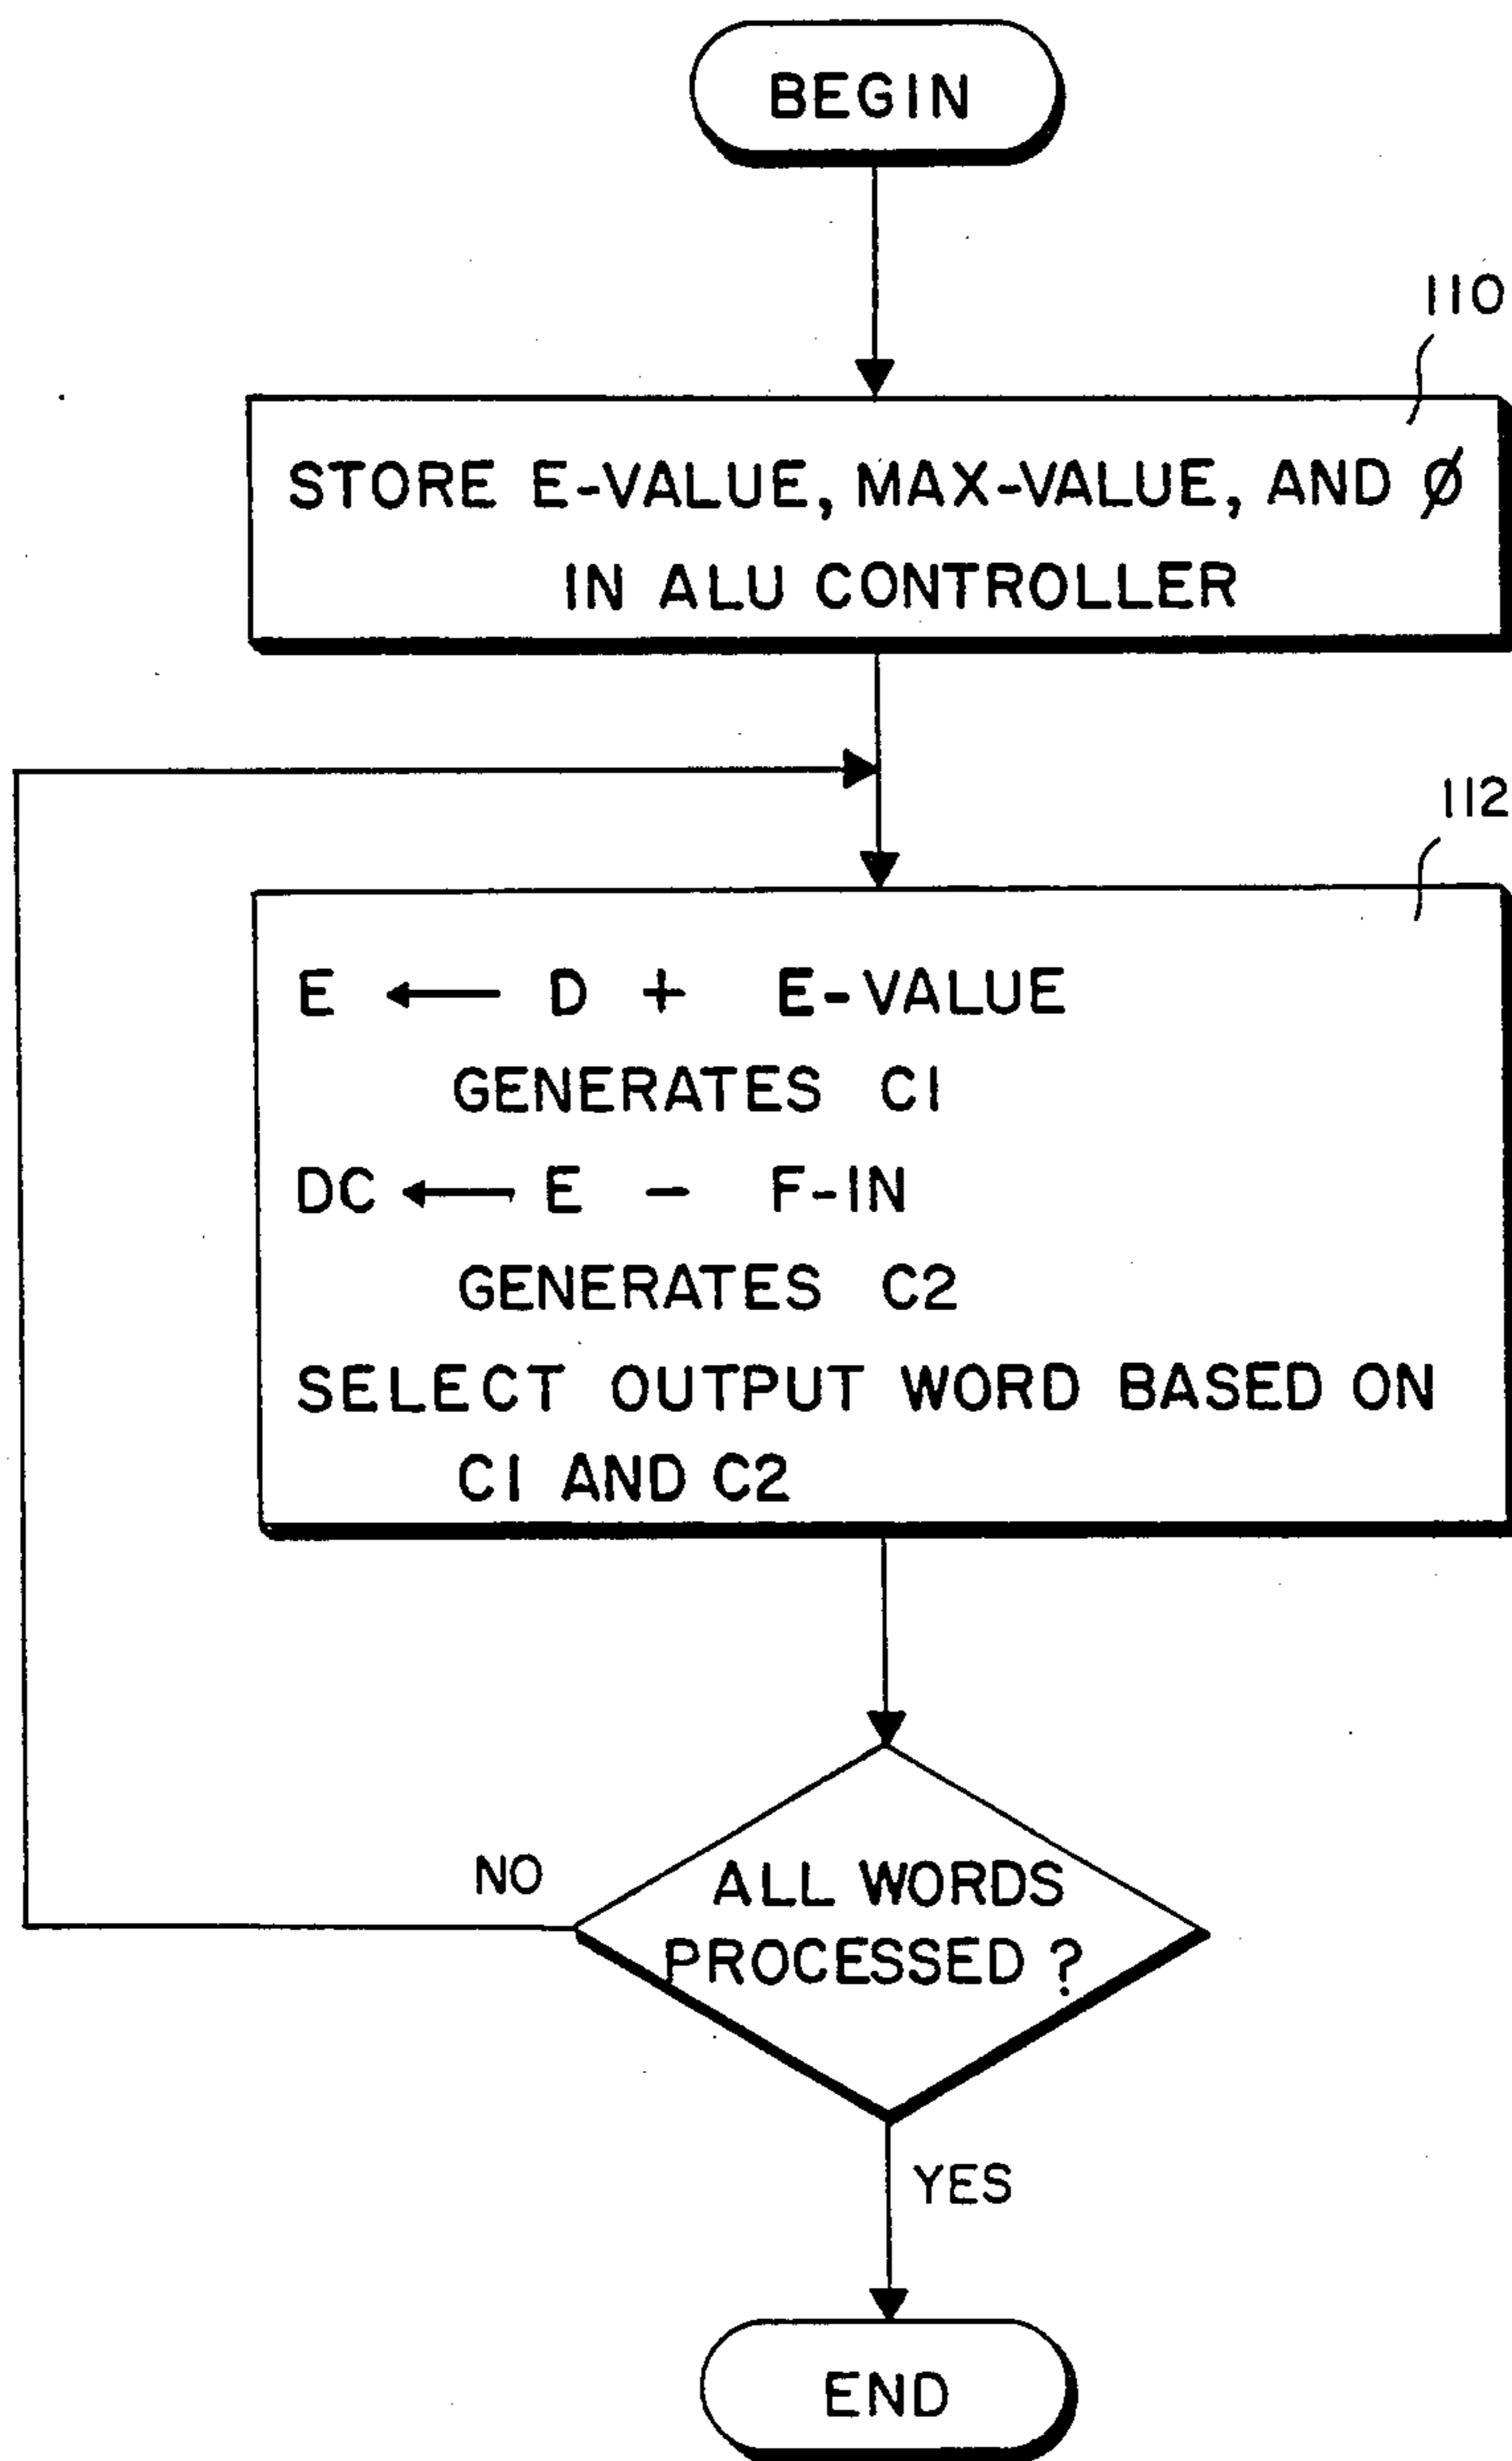 BEGIN
110
STORE E-VALUE, MAX-VALUE, AND Ø
IN ALU CONTROLLER
112
E ← D + E-VALUE
GENERATES C1
DC ← E - F-IN
GENERATES C2
SELECT OUTPUT WORD BASED ON
C1 AND C2
NO
ALL WORDS
PROCESSED ?
YES
END